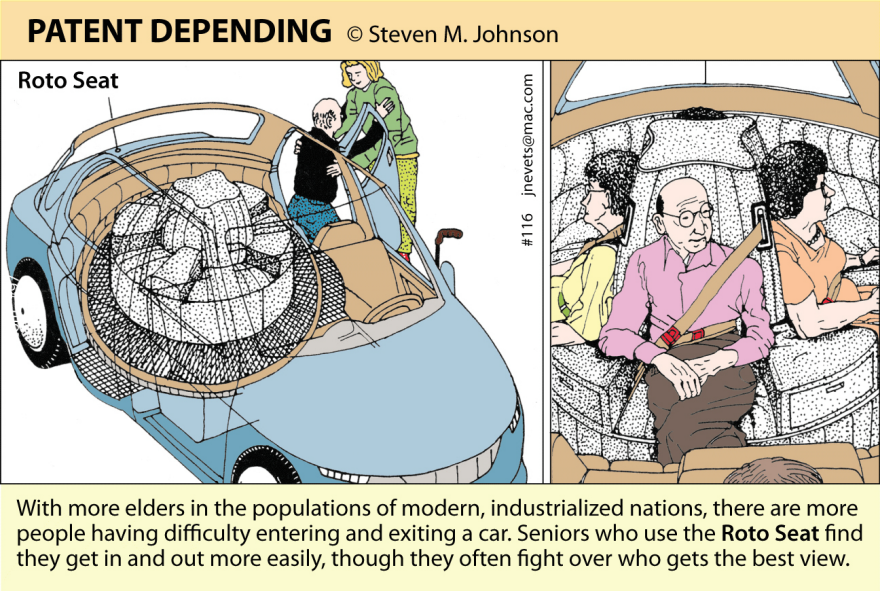 PATENT DEPENDING © Steven M. Johnson
Roto Seat
#116 jnevets@mac.com
With more elders in the populations of modern, industrialized nations, there are more
people having difficulty entering and exiting a car. Seniors who use the Roto Seat find
they get in and out more easily, though they often fight over who gets the best view.